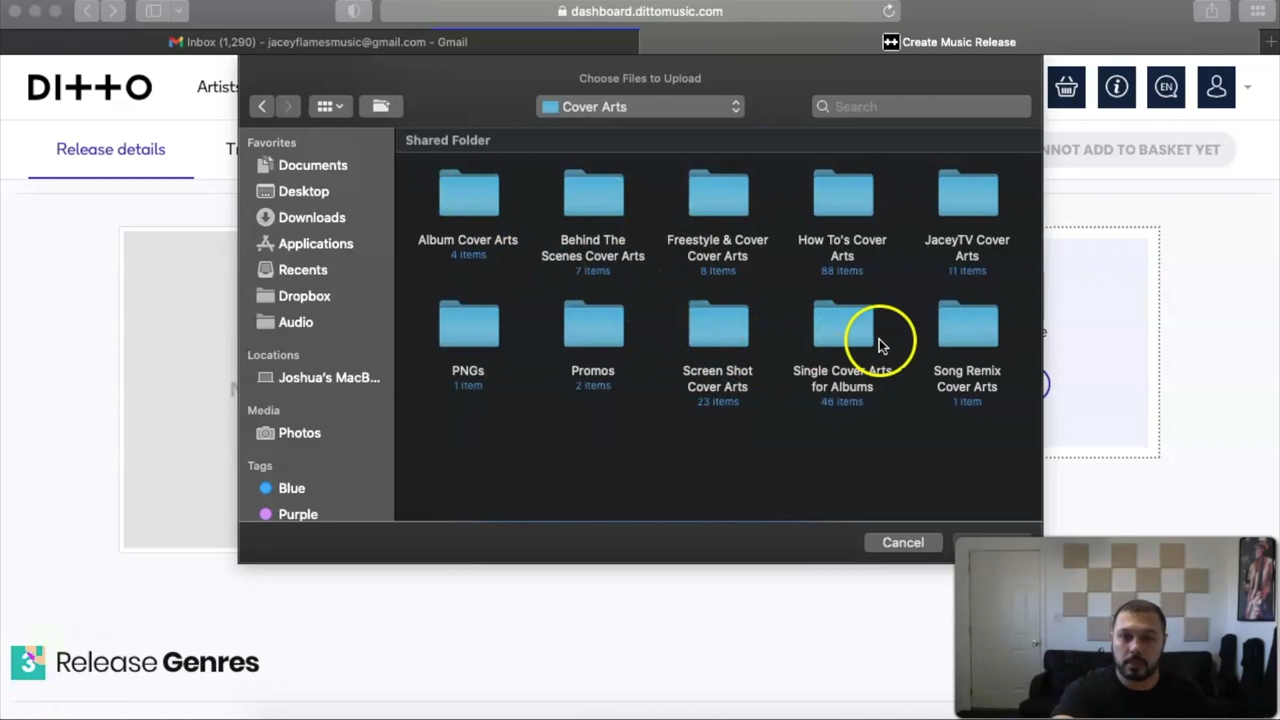 dashboard.dittomusic.com
Inbox (1,290) - jaceyflamesmusic@gmail.com - Gmail
Create Music Release
DITTO
Artists
EN
Release details
NNOT ADD TO BASKET YET
Choose Files to Upload
Cover Arts
Search
Favorites
Documents
Desktop
Downloads
Applications
Recents
Dropbox
Audio
Locations
Joshua's MacB...
Media
Photos
Tags
Blue
Purple
Shared Folder
Album Cover Arts
4 items
Behind The
Scenes Cover Arts
7 items
Freestyle & Cover
Cover Arts
8 items
How To's Cover
Arts
88 items
JaceyTV Cover
Arts
11 items
PNGs
1 item
Promos
2 items
Screen Shot
Cover Arts
23 items
Single Cover Arts
for Albums
46 items
Song Remix
Cover Arts
1 item
Cancel
3 Release Genres